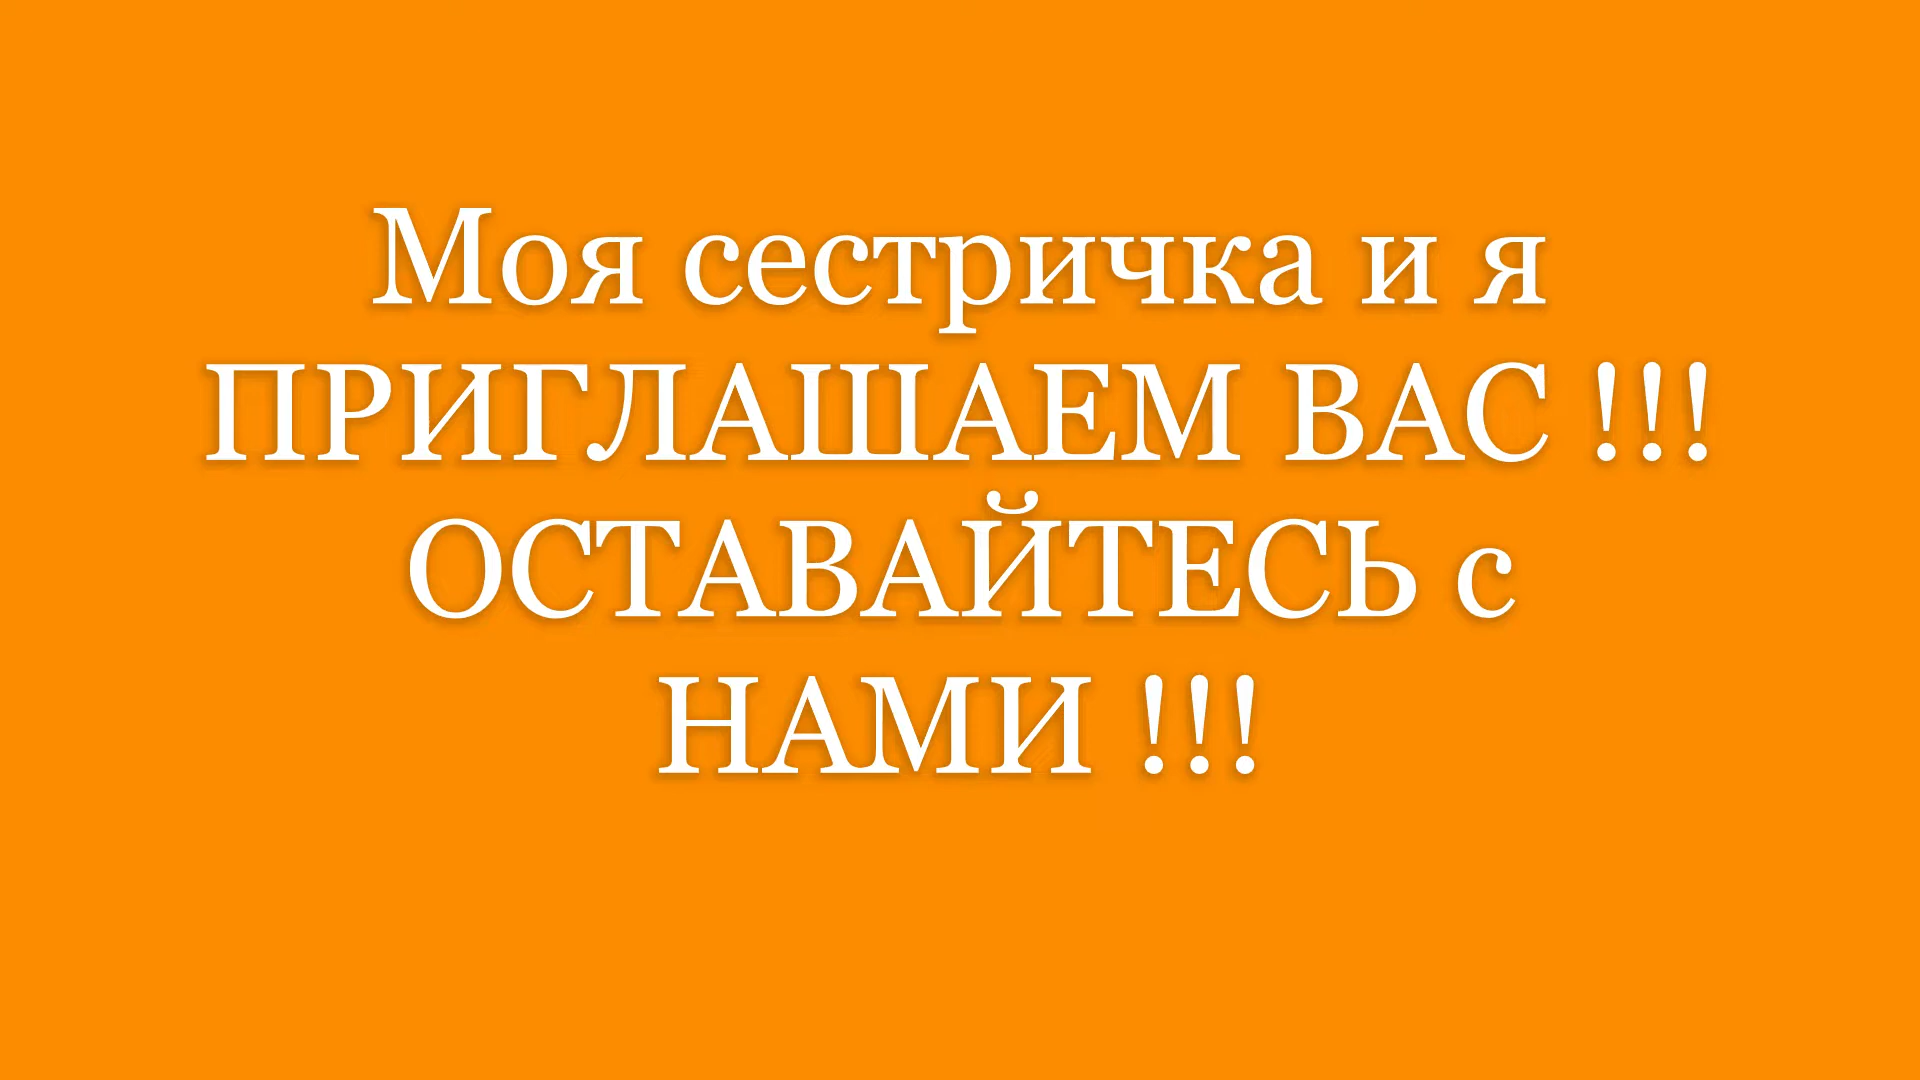 Моя сестричка и я
ПРИГЛАШАЕМ ВАС !!!
ОСТАВАЙТЕСЬ с
НАМИ !!!